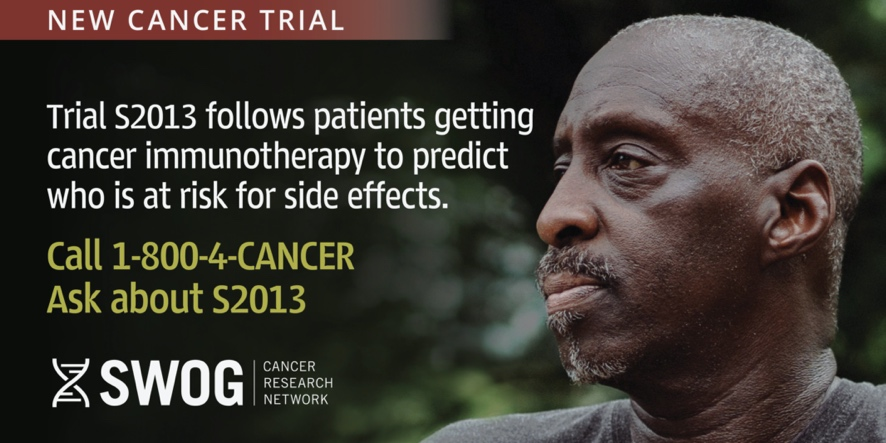 NEW CANCER TRIAL
Trial S2013 follows patients getting
cancer immunotherapy to predict
who is at risk for side effects.
Call 1-800-4-CANCER
Ask about S2013
SWOG
CANCER
RESEARCH
NETWORK